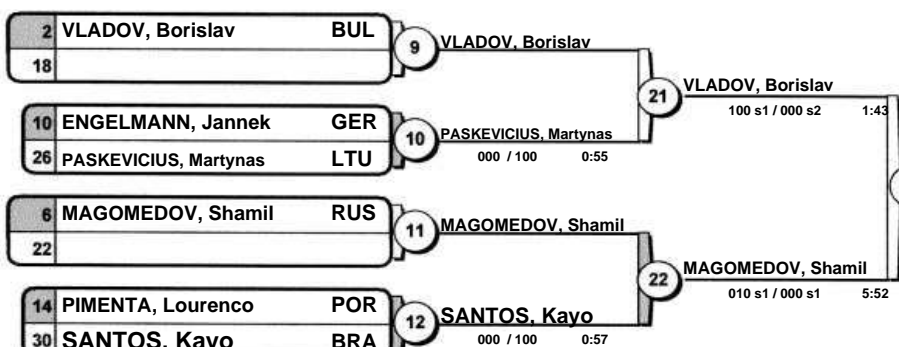 2 VLADOV, Borislav BUL
18
9 VLADOV, Borislav
21 VLADOV, Borislav
100 s1 / 000 s2 1:43
10 ENGELMANN, Jannek GER
26 PASKEVICIUS, Martynas LTU
10 PASKEVICIUS, Martynas
000 / 100 0:55
6 MAGOMEDOV, Shamil RUS
22
11 MAGOMEDOV, Shamil
22 MAGOMEDOV, Shamil
010 s1 / 000 s1 5:52
14 PIMENTA, Lourenco POR
30 SANTOS, Kayo BRA
12 SANTOS, Kayo
000 / 100 0:57